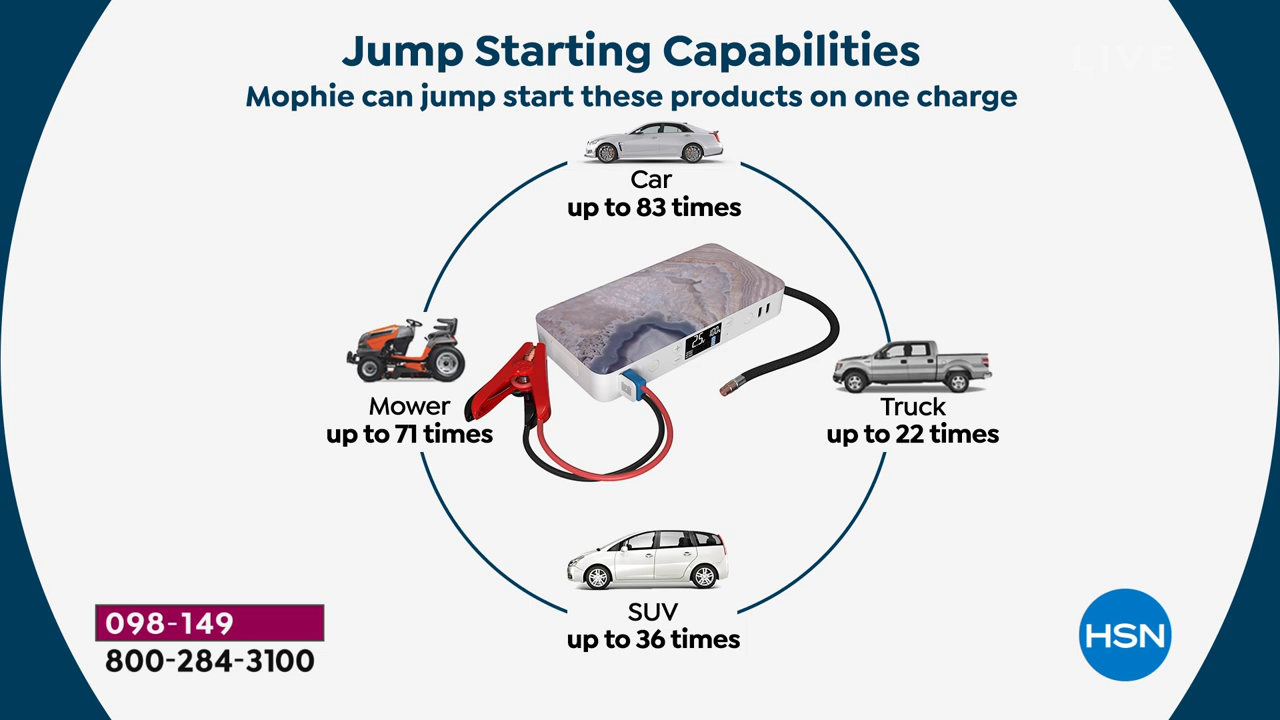 Jump Starting Capabilities
LIVE
Mophie can jump start these products on one charge
Car
up to 83 times
Mower
up to 71 times
Truck
up to 22 times
SUV
up to 36 times
098-149
800-284-3100
HSN